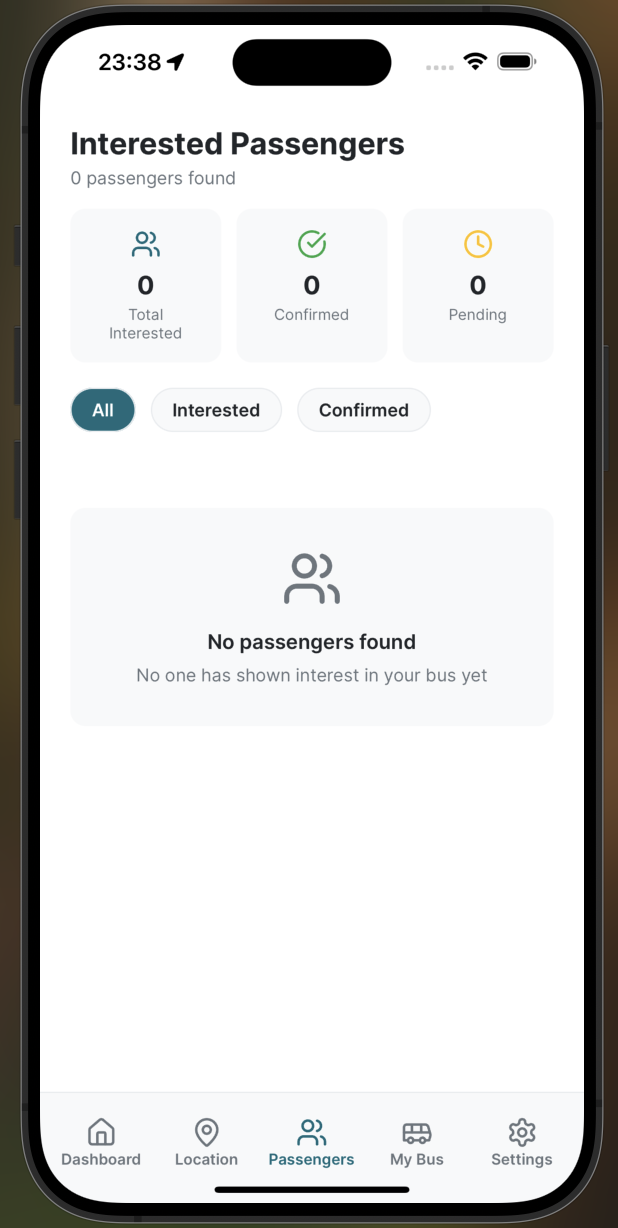 23:38
Interested Passengers
0 passengers found
0
Total
Interested
0
Confirmed
0
Pending
All
Interested
Confirmed
No passengers found
No one has shown interest in your bus yet
Dashboard
Location
Passengers
My Bus
Settings